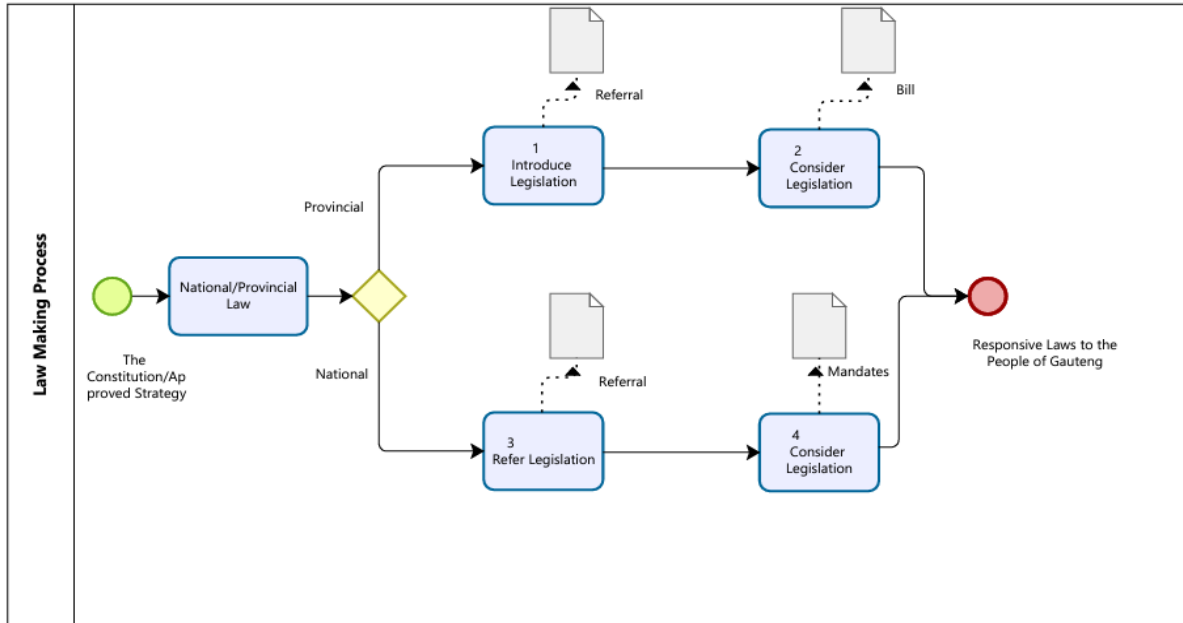 Law Making Process
The
Constitution/Ap
proved Strategy
National/Provincial
Law
Provincial
National
1
Introduce
Legislation
Referral
2
Consider
Legislation
Bill
3
Refer Legislation
Referral
4
Consider
Legislation
Mandates
Responsive Laws to the
People of Gauteng